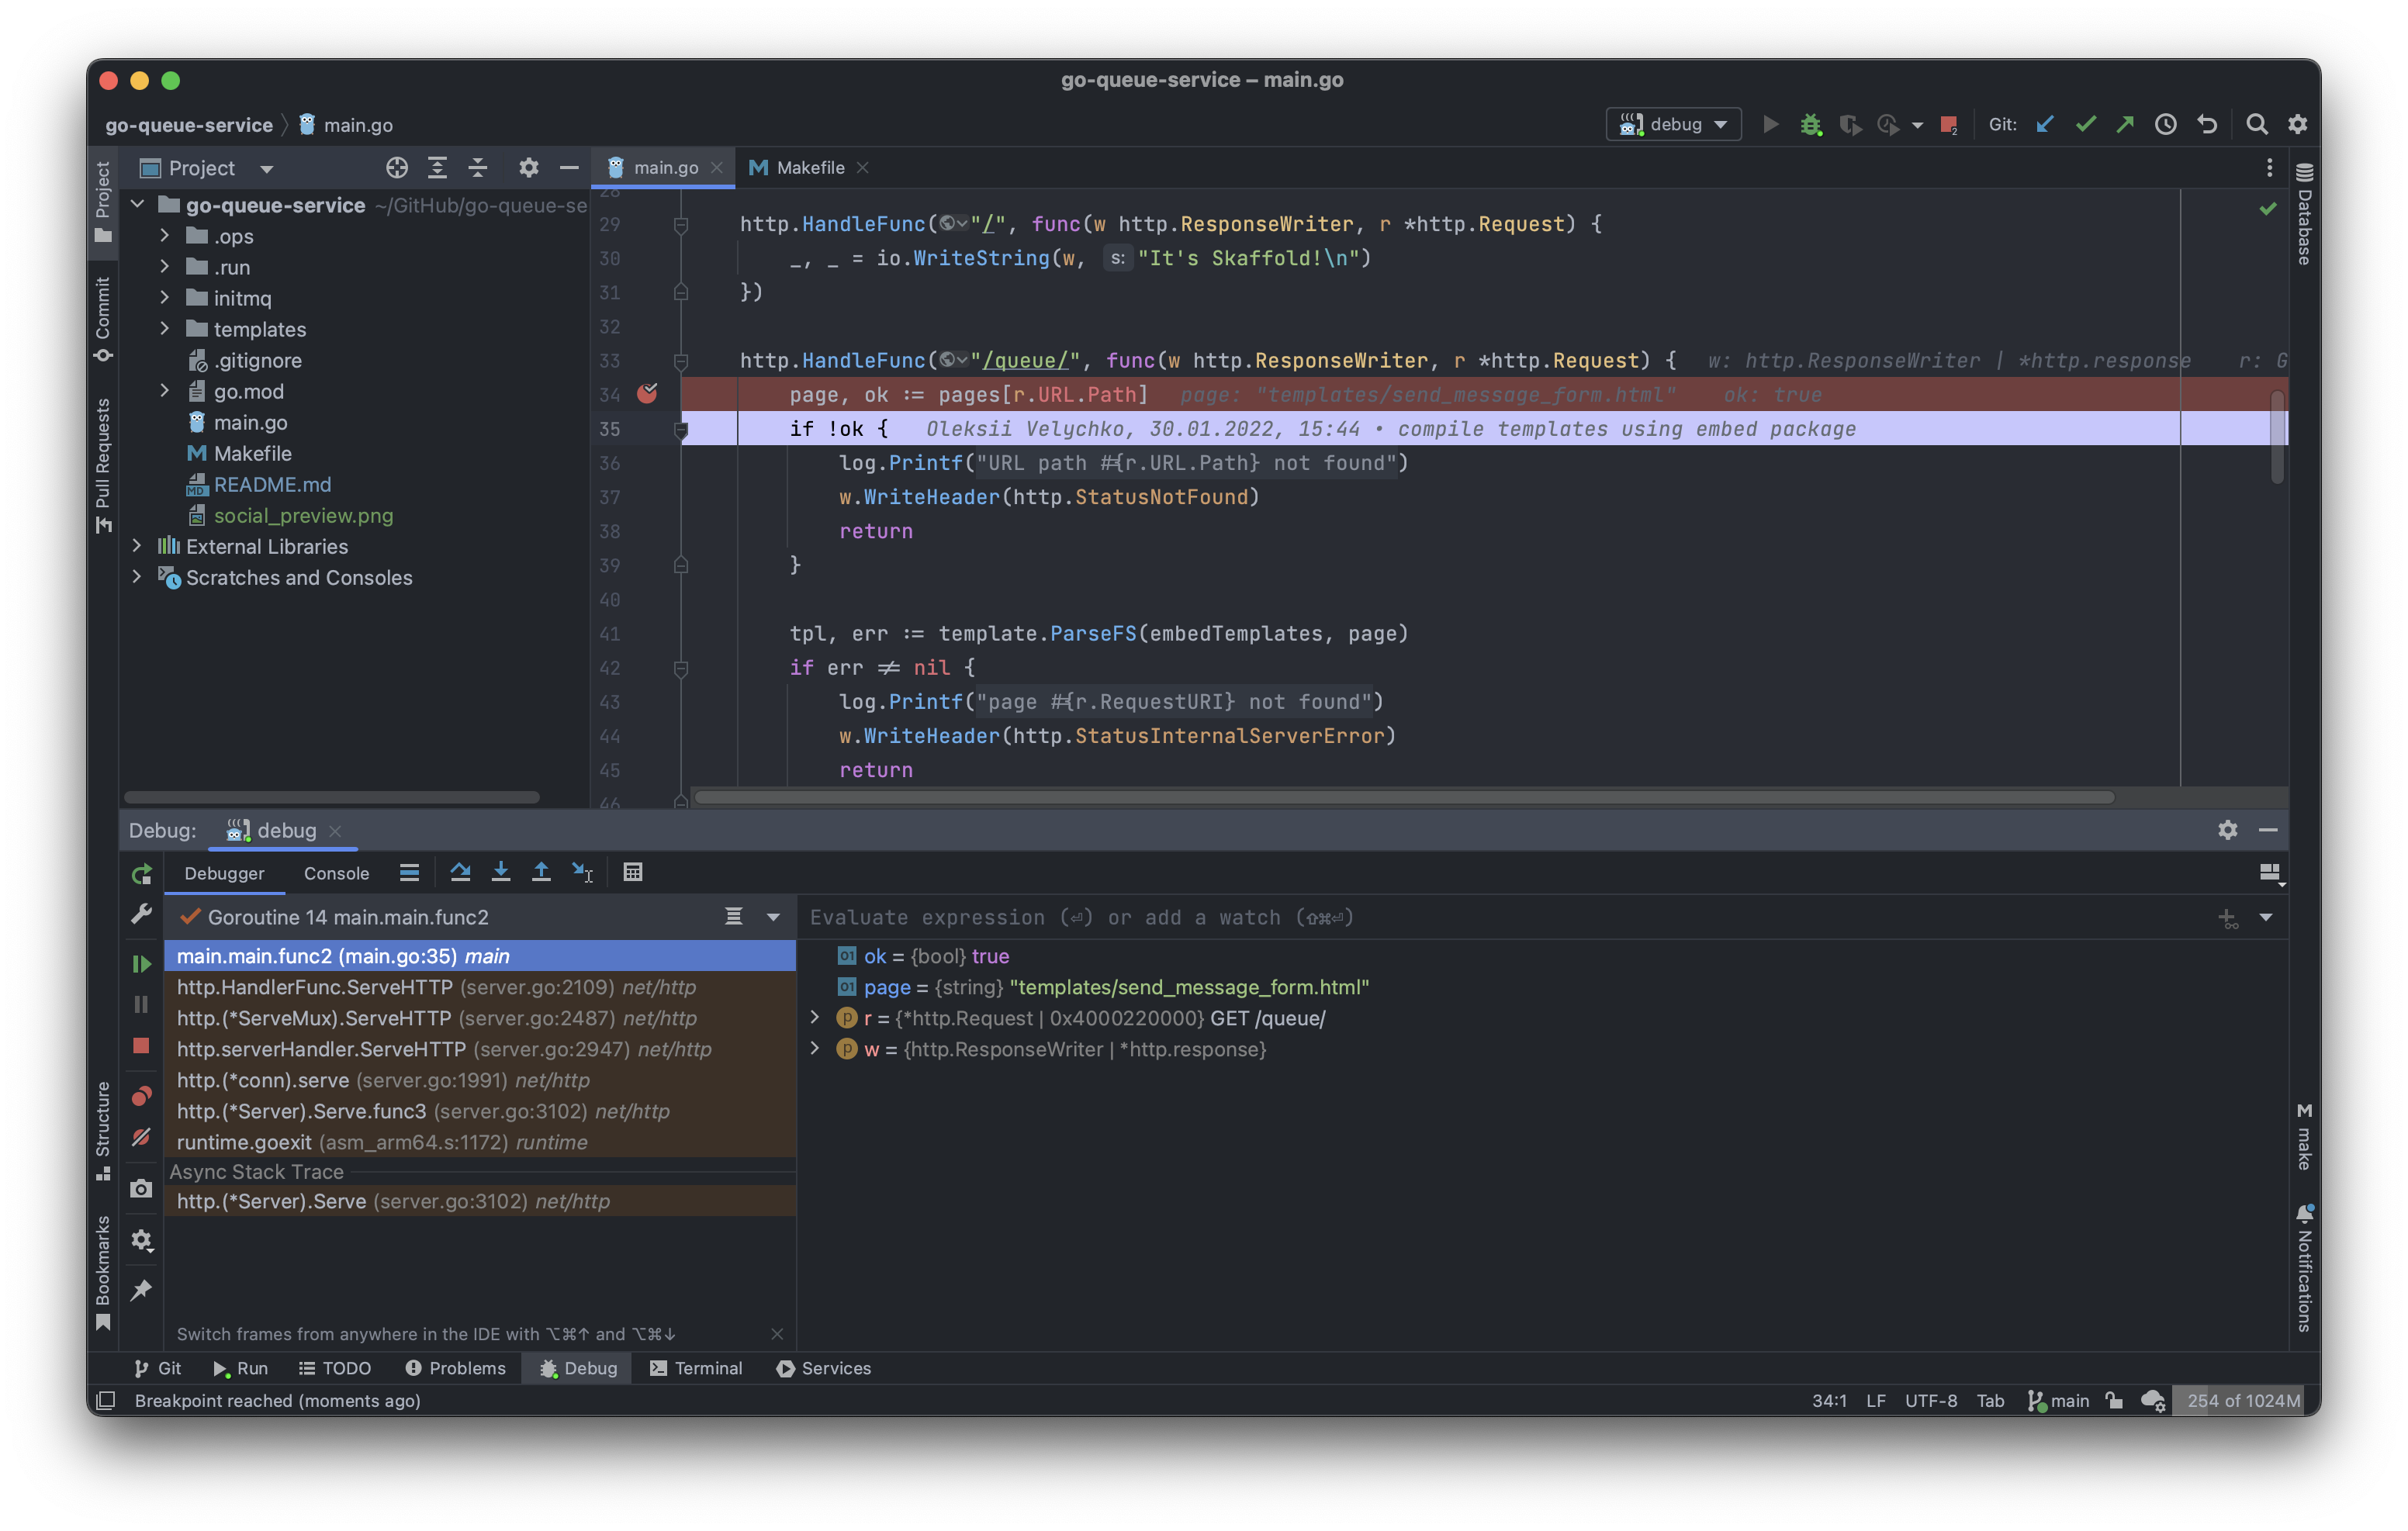 go-queue-service – main.go
go-queue-service main.go
debug
Git:
Project
main.go
Makefile
Project
Commit
Pull Requests
Structure
Bookmarks
go-queue-service ~/GitHub/go-queue-se
.ops
.run
initmq
templates
.gitignore
go.mod
main.go
Makefile
README.md
social_preview.png
External Libraries
Scratches and Consoles
28
29 http.HandleFunc("/", func(w http.ResponseWriter, r *http.Request) {
30 _, _ = io.WriteString(w, s: "It's Skaffold!\n")
31 })
32
33 http.HandleFunc("/queue/", func(w http.ResponseWriter, r *http.Request) { w: http.ResponseWriter | *http.response r: G
34 page, ok := pages[r.URL.Path] page: "templates/send_message_form.html" ok: true
35 if !ok { Oleksii Velychko, 30.01.2022, 15:44 • compile templates using embed package
36 log.Printf("URL path #{r.URL.Path} not found")
37 w.WriteHeader(http.StatusNotFound)
38 return
39 }
40
41 tpl, err := template.ParseFS(embedTemplates, page)
42 if err != nil {
43 log.Printf("page #{r.RequestURI} not found")
44 w.WriteHeader(http.StatusInternalServerError)
45 return
46
Database
make
Notifications
Debug: debug
Debugger Console
Goroutine 14 main.main.func2
main.main.func2 (main.go:35) main
http.HandlerFunc.ServeHTTP (server.go:2109) net/http
http.(*ServeMux).ServeHTTP (server.go:2487) net/http
http.serverHandler.ServeHTTP (server.go:2947) net/http
http.(*conn).serve (server.go:1991) net/http
http.(*Server).Serve.func3 (server.go:3102) net/http
runtime.goexit (asm_arm64.s:1172) runtime
Async Stack Trace
http.(*Server).Serve (server.go:3102) net/http
Switch frames from anywhere in the IDE with ⌥⌘↑ and ⌥⌘↓
Evaluate expression (⏎) or add a watch (⇧⌘⏎)
ok = {bool} true
page = {string} "templates/send_message_form.html"
r = {*http.Request | 0x4000220000} GET /queue/
w = {http.ResponseWriter | *http.response}
Git Run TODO Problems Debug Terminal Services
Breakpoint reached (moments ago)
34:1 LF UTF-8 Tab main 254 of 1024M